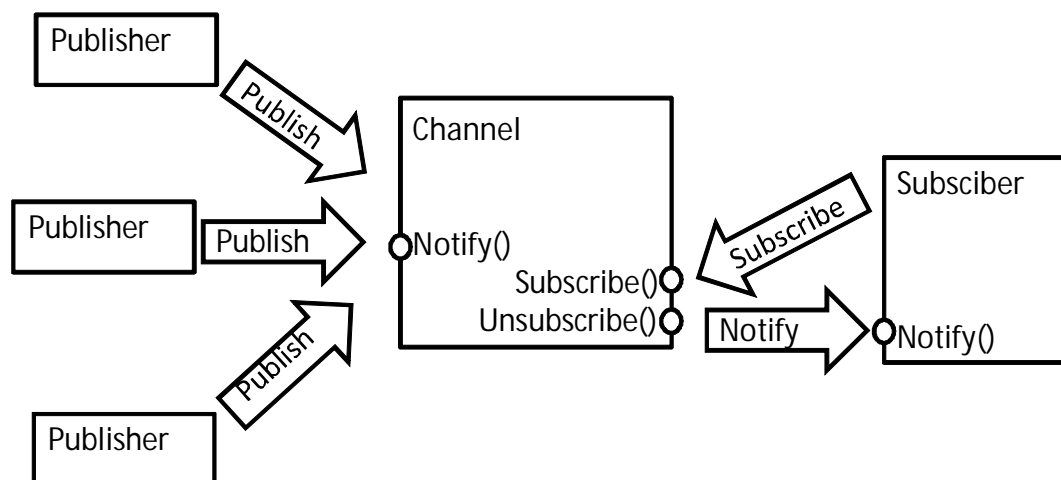 Publisher
Publish
Channel
Subsciber
Publisher
Publish
Notify()
Subscribe
Subscribe()
Unsubscribe()
Notify
Notify()
Publish
Publisher